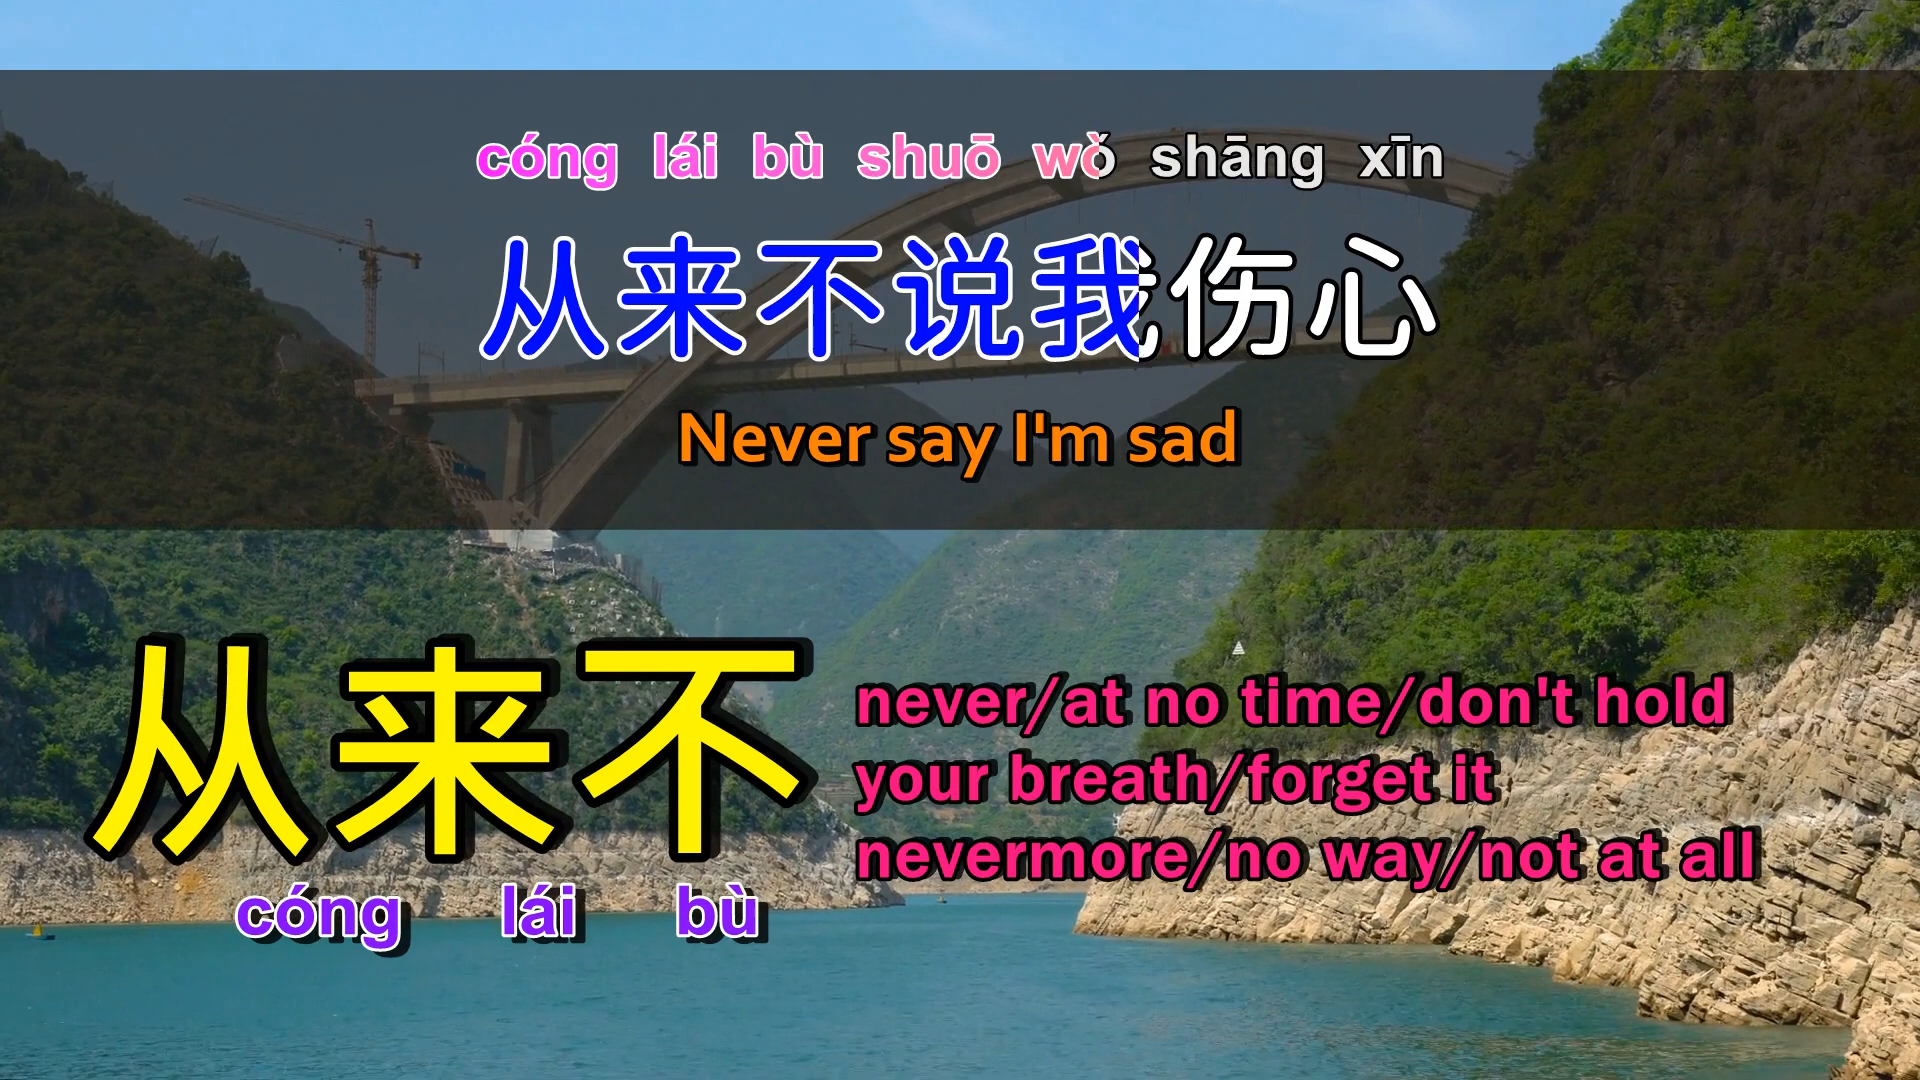 cóng lái bù shuō wǒ shāng xīn
从来不说我伤心
Never say I'm sad
从来不
cóng lái bù
never/at no time/don't hold
your breath/forget it
nevermore/no way/not at all